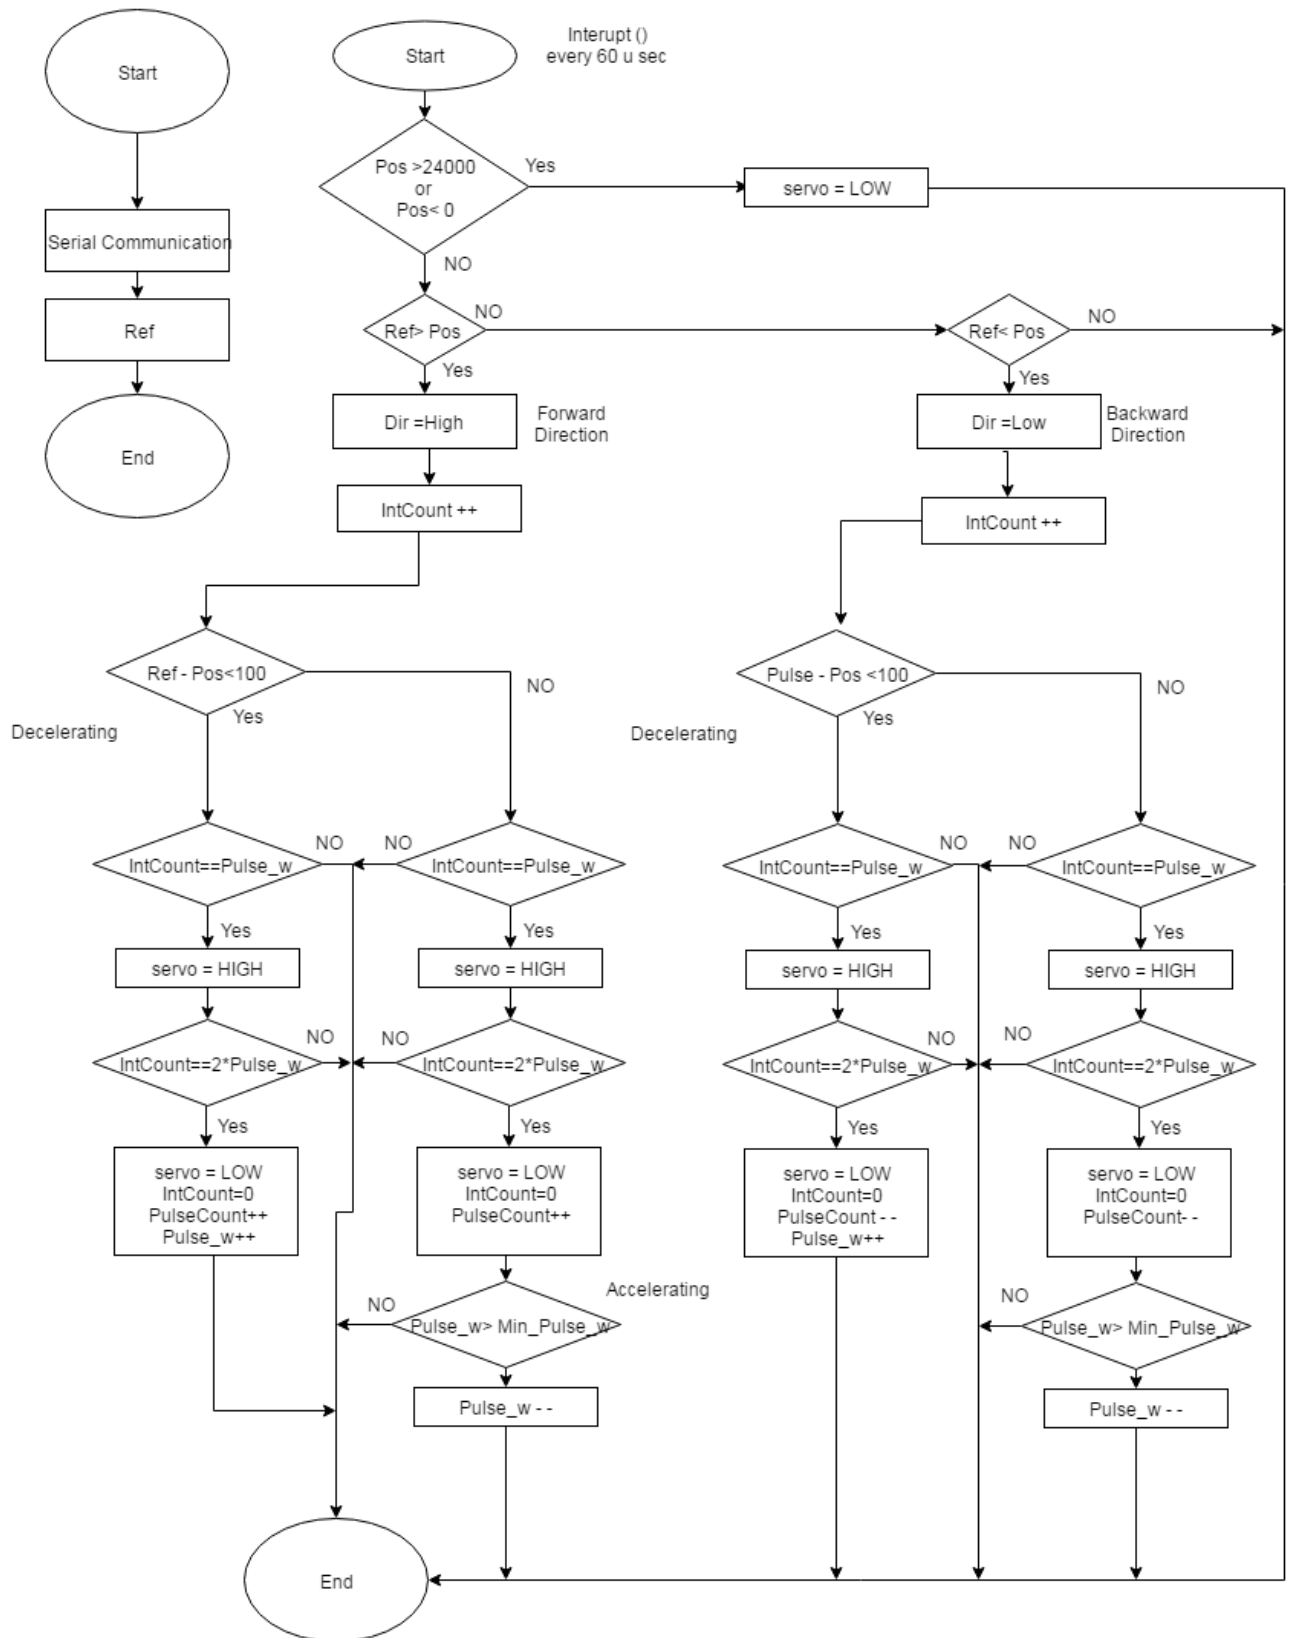 Start
Serial Communication
Ref
End
Start
Interupt ()
every 60 u sec
Pos >24000
or
Pos< 0
Yes
servo = LOW
NO
Ref> Pos
NO
Ref< Pos
NO
Yes
Dir =High
Forward
Direction
IntCount ++
Yes
Dir =Low
Backward
Direction
IntCount ++
Ref - Pos<100
NO
Yes
Decelerating
IntCount==Pulse_w
NO
NO
IntCount==Pulse_w
Yes
servo = HIGH
Yes
servo = HIGH
IntCount==2*Pulse_w
NO
NO
IntCount==2*Pulse_w
Yes
servo = LOW
IntCount=0
PulseCount++
Pulse_w++
Yes
servo = LOW
IntCount=0
PulseCount++
Accelerating
NO
Pulse_w> Min_Pulse_w
Pulse_w - -
Pulse - Pos <100
NO
Yes
Decelerating
IntCount==Pulse_w
NO
NO
IntCount==Pulse_w
Yes
servo = HIGH
Yes
servo = HIGH
IntCount==2*Pulse_w
NO
NO
IntCount==2*Pulse_w
Yes
servo = LOW
IntCount=0
PulseCount - -
Pulse_w++
Yes
servo = LOW
IntCount=0
PulseCount- -
NO
Pulse_w> Min_Pulse_w
Pulse_w - -
End